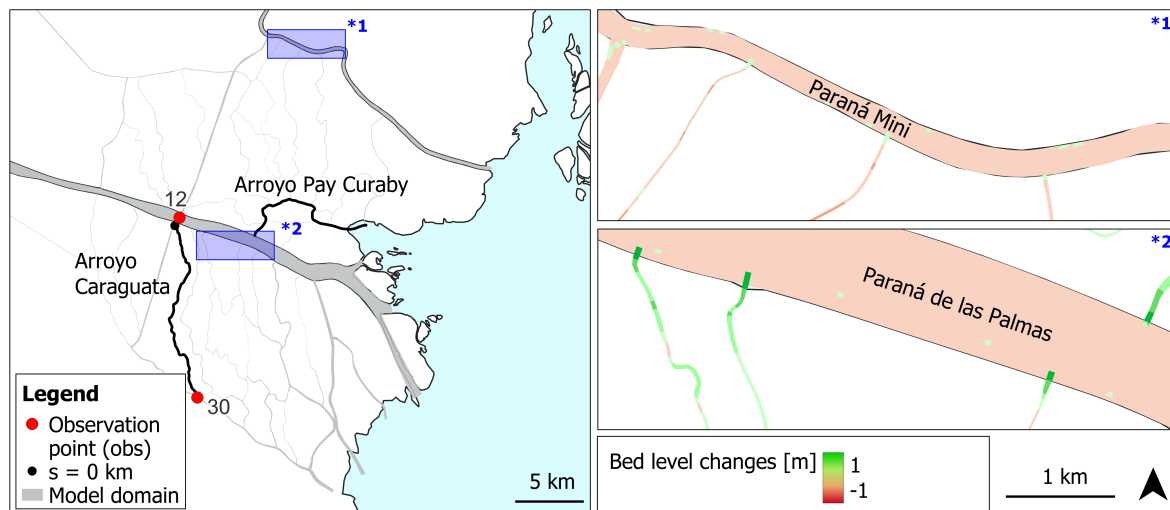 *1
Arroyo Pay Curaby
12
*2
Arroyo
Caraguata
30
Legend
Observation
point (obs)
s = 0 km
Model domain
5 km
*1
Paraná Mini
*2
Paraná de las Palmas
Bed level changes [m]
1
-1
1 km